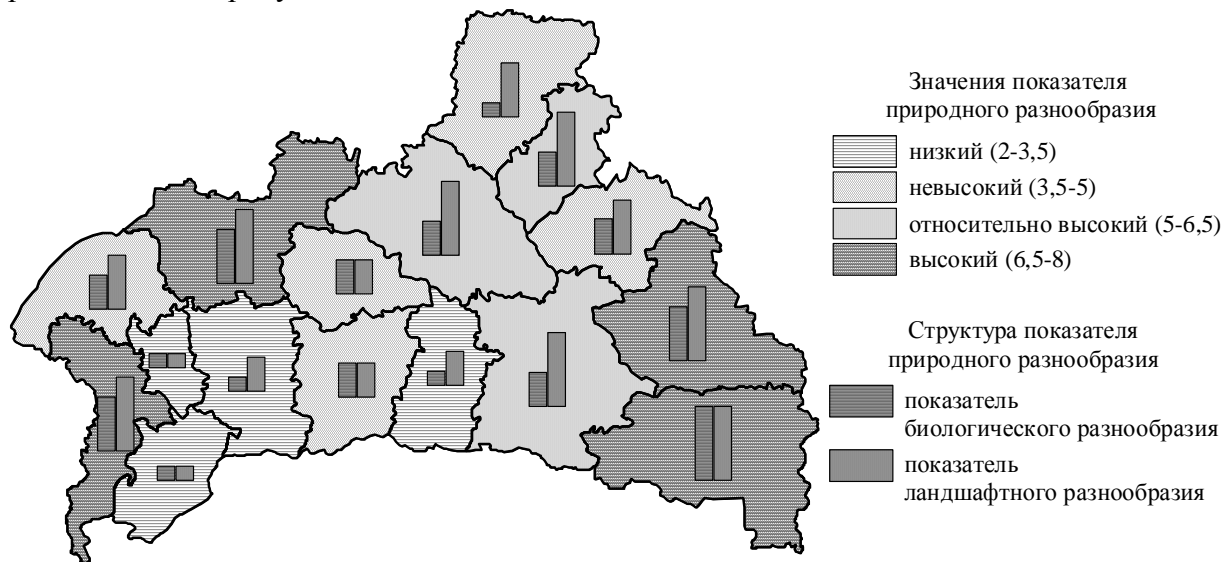 Значения показателя
природного разнообразия
низкий (2-3,5)
невысокий (3,5-5)
относительно высокий (5-6,5)
высокий (6,5-8)
Структура показателя
природного разнообразия
показатель
биологического разнообразия
показатель
ландшафтного разнообразия